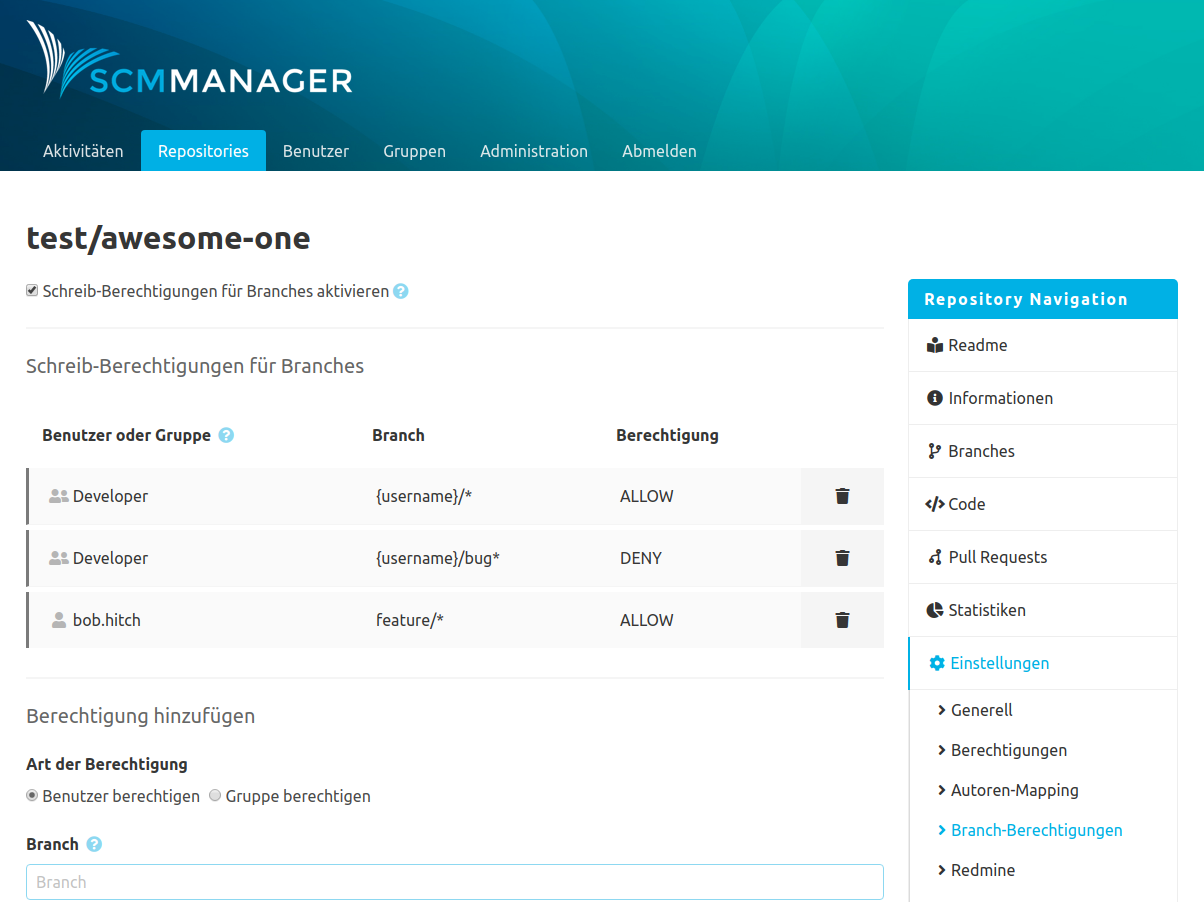 SCMMANAGER
Aktivitäten Repositories Benutzer Gruppen Administration Abmelden
test/awesome-one
Schreib-Berechtigungen für Branches aktivieren ?
Schreib-Berechtigungen für Branches
Benutzer oder Gruppe ? Branch Berechtigung
Developer {username}/* ALLOW
Developer {username}/bug* DENY
bob.hitch feature/* ALLOW
Berechtigung hinzufügen
Art der Berechtigung
Benutzer berechtigen Gruppe berechtigen
Branch ?
Branch
Repository Navigation
Readme
Informationen
Branches
Code
Pull Requests
Statistiken
Einstellungen
Generell
Berechtigungen
Autoren-Mapping
Branch-Berechtigungen
Redmine